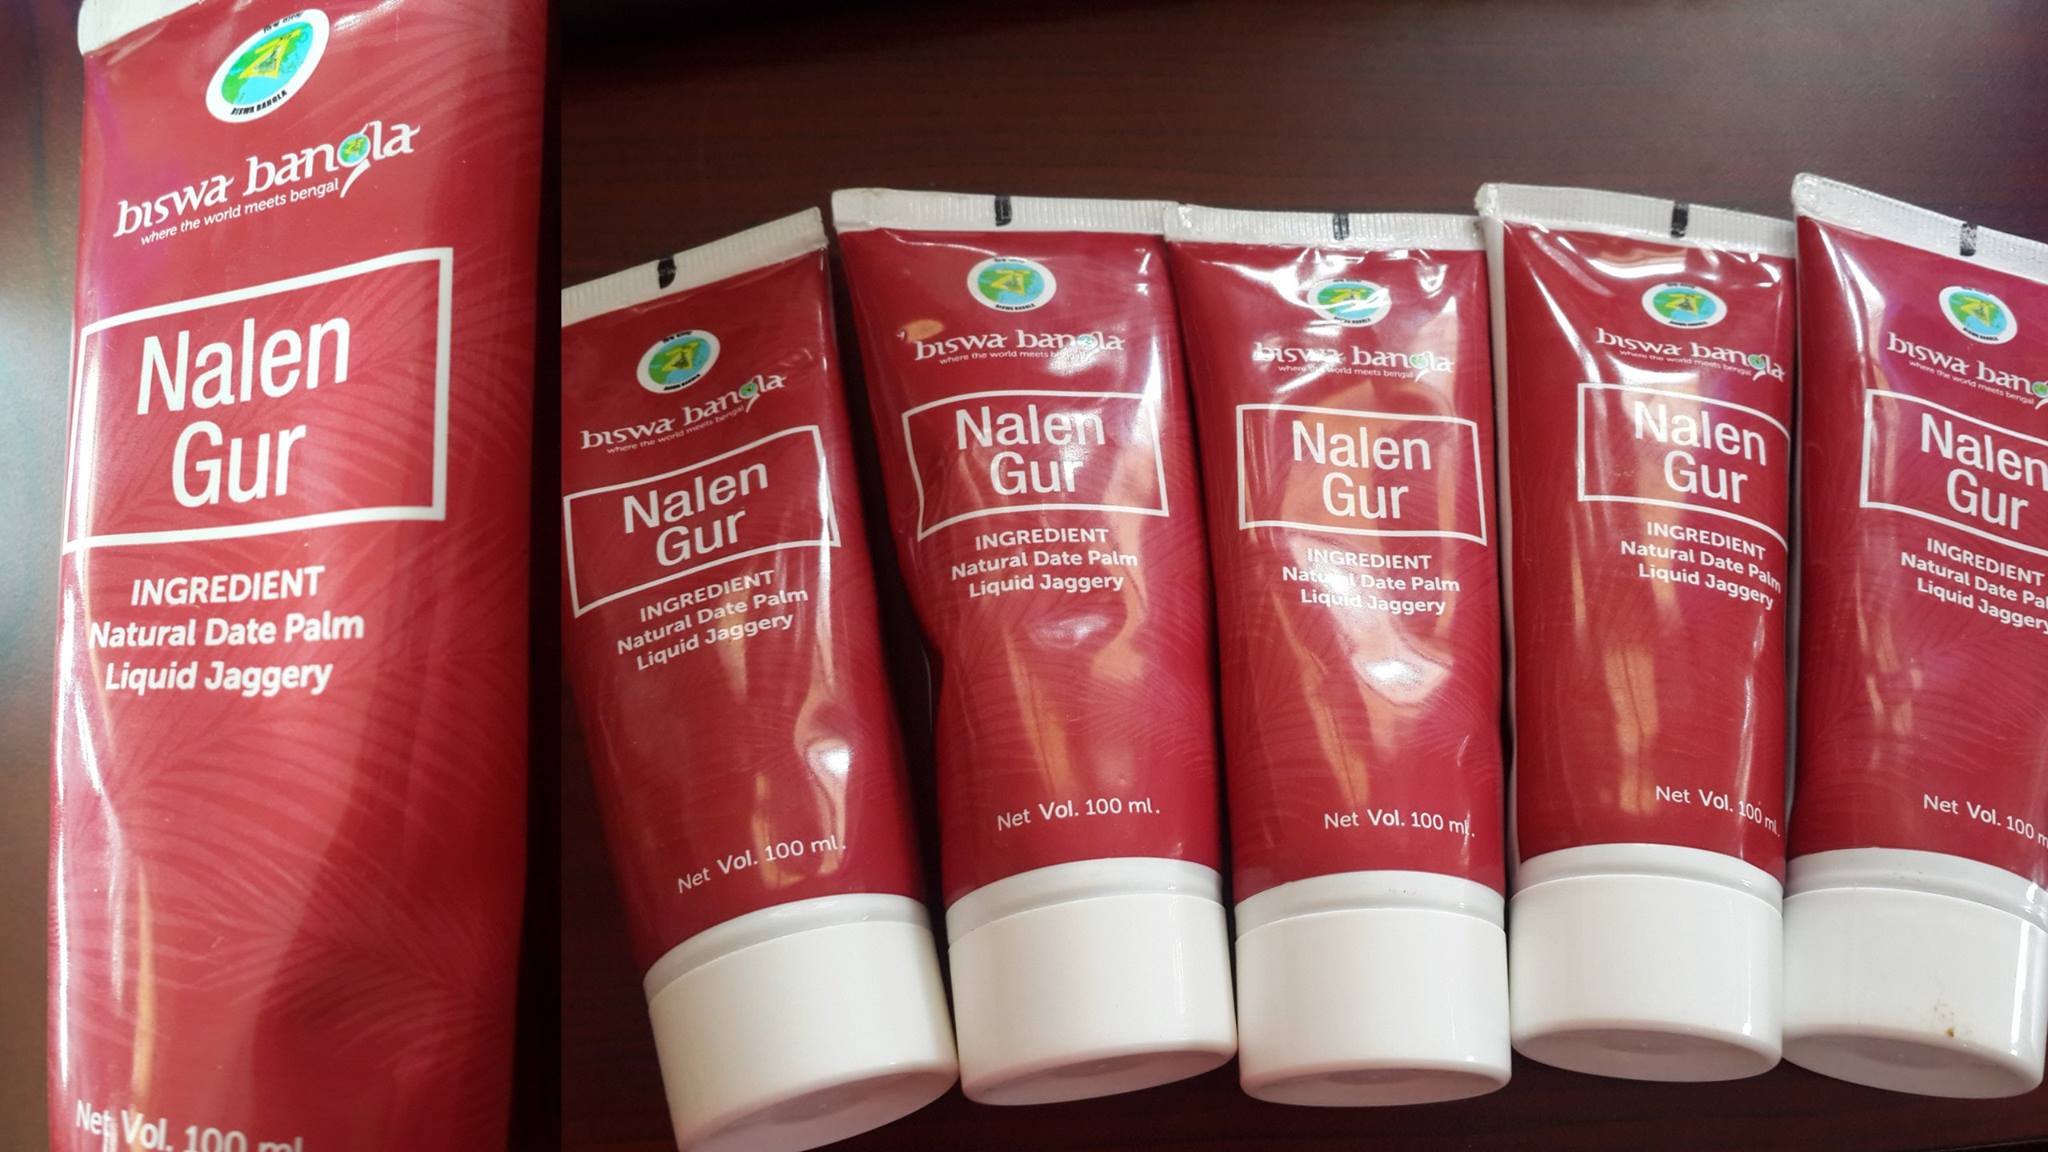 BISWA BANGLA
biswa bangla
where the world meets bengal
Nalen
Gur
INGREDIENT
Natural Date Palm
Liquid Jaggery
Net Vol. 100 ml
biswa bangla
where the world meets bengal
Nalen
Gur
INGREDIENT
Natural Date Palm
Liquid Jaggery
Net Vol. 100 ml.
BISWA BANGLA
biswa bangla
where the world meets
Nalen
Gur
INGREDIENT
Natural Date Palm
Liquid Jaggery
Net Vol. 100 ml.
biswa bangla
where the world meets bengal
Nalen
Gur
INGREDIENT
Natural Date Palm
Liquid Jaggery
Net Vol. 100 ml.
biswa bangla
where the world meets bengal
Nalen
Gur
INGREDIENT
Natural Date Palm
Liquid Jaggery
Net Vol. 100 ml.
biswa bang
where the world meets bengal
Nalen
Gur
INGREDIENT
Natural Date Pal
Liquid Jaggery
Net Vol. 100 m